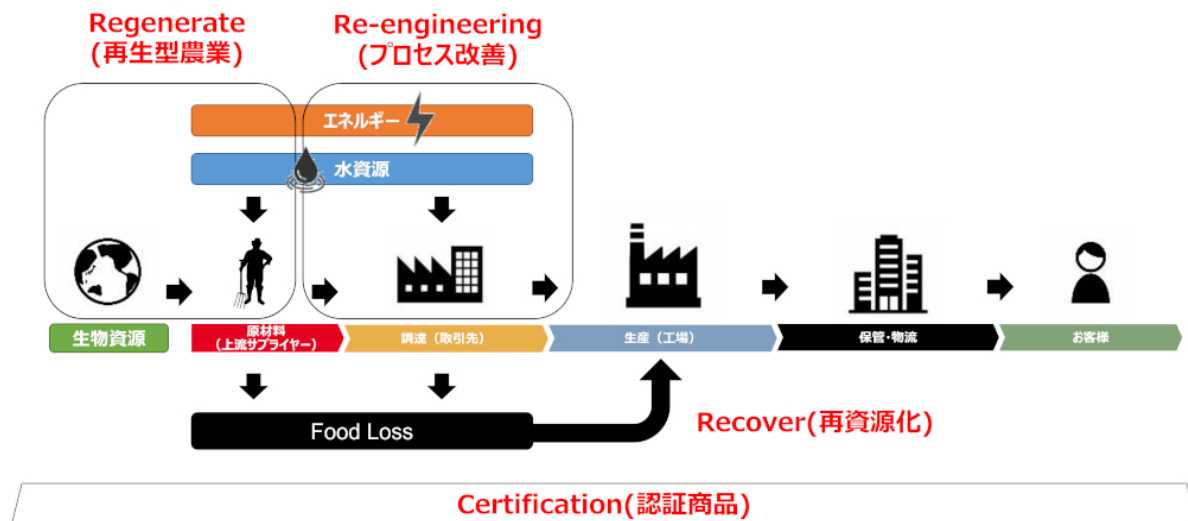 Regenerate
(再生型農業)
Re-engineering
(プロセス改善)
エネルギー
水資源
生物資源
原材料
(上流サプライヤー)
調達（取引先）
生産（工場）
保管・物流
お客様
Food Loss
Recover(再資源化)
Certification(認証商品)